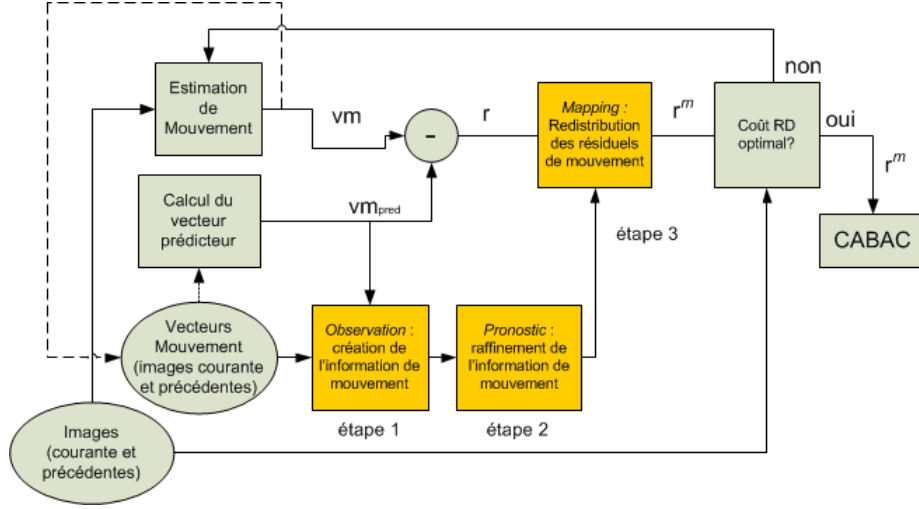 non
Estimation
de
Mouvement
vm
-
r
Mapping :
Redistribution
des résiduels
de mouvement
r^m
Coût RD
optimal?
oui
r^m
Calcul du
vecteur
prédicteur
vm_pred
étape 3
CABAC
Vecteurs
Mouvement
(images courante
et précédentes)
Observation :
création de
l'information de
mouvement
Pronostic :
raffinement de
l'information de
mouvement
étape 1
étape 2
Images
(courante et
précédentes)